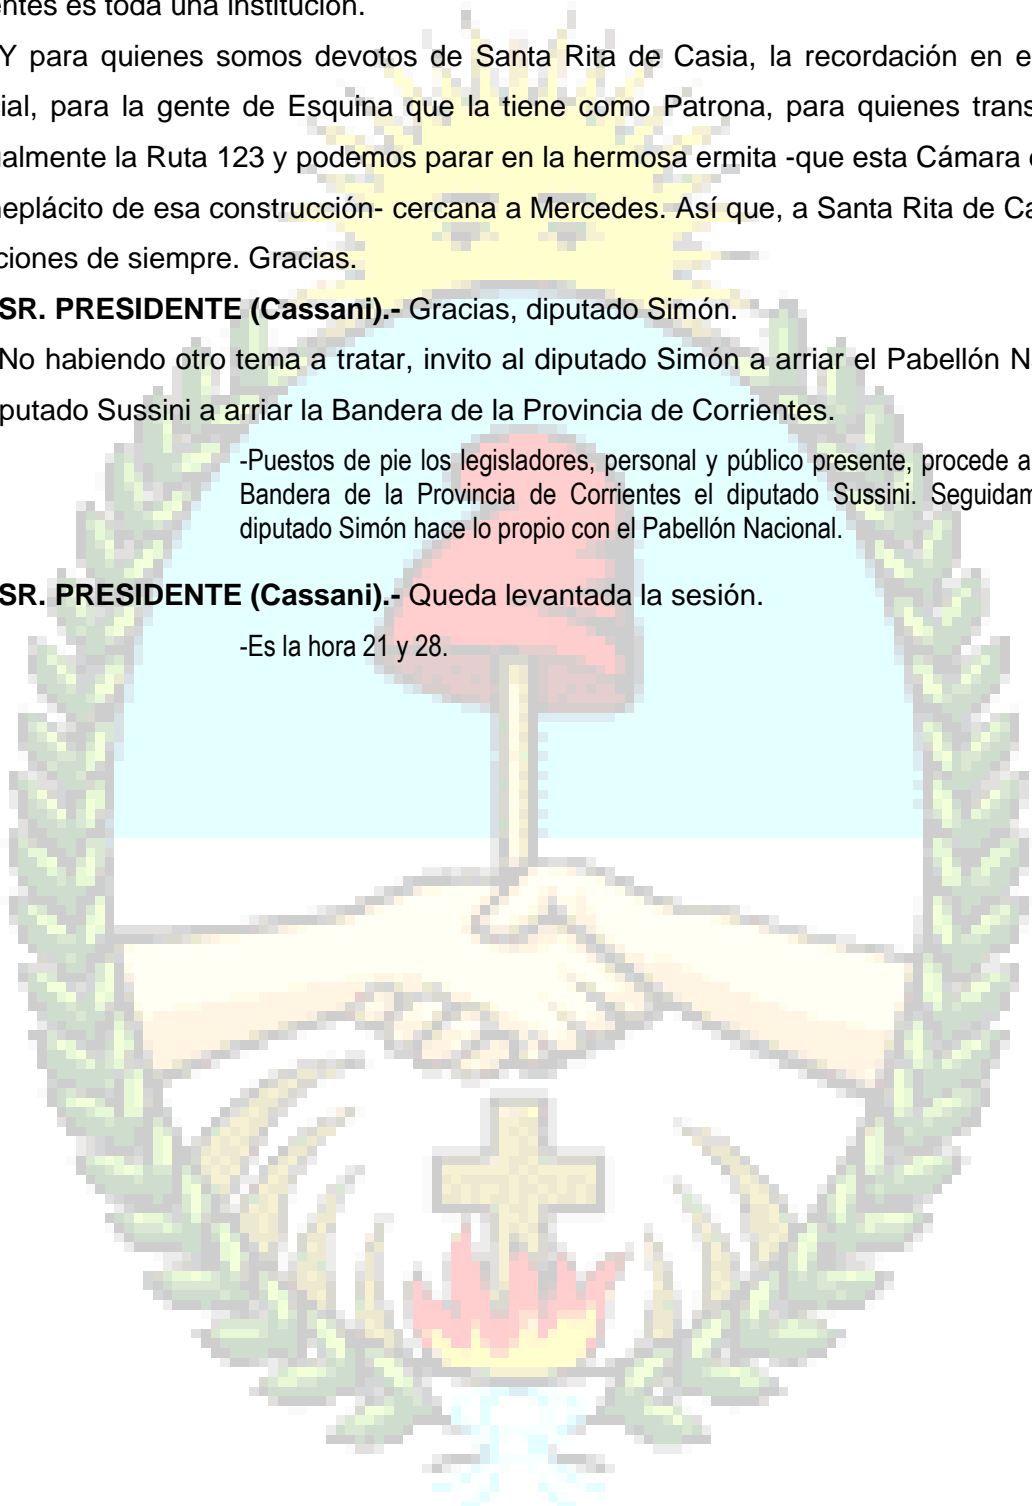 entes es toda una institución.
Y para quienes somos devotos de Santa Rita de Casia, la recordación en e
ial, para la gente de Esquina que la tiene como Patrona, para quienes trans
ualmente la Ruta 123 y podemos parar en la hermosa ermita -que esta Cámara
neplácito de esa construcción- cercana a Mercedes. Así que, a Santa Rita de Ca
ciones de siempre. Gracias.
SR. PRESIDENTE (Cassani).- Gracias, diputado Simón.
No habiendo otro tema a tratar, invito al diputado Simón a arriar el Pabellón N
putado Sussini a arriar la Bandera de la Provincia de Corrientes.
-Puestos de pie los legisladores, personal y público presente, procede a
Bandera de la Provincia de Corrientes el diputado Sussini. Seguidam
diputado Simón hace lo propio con el Pabellón Nacional.
SR. PRESIDENTE (Cassani).- Queda levantada la sesión.
-Es la hora 21 y 28.